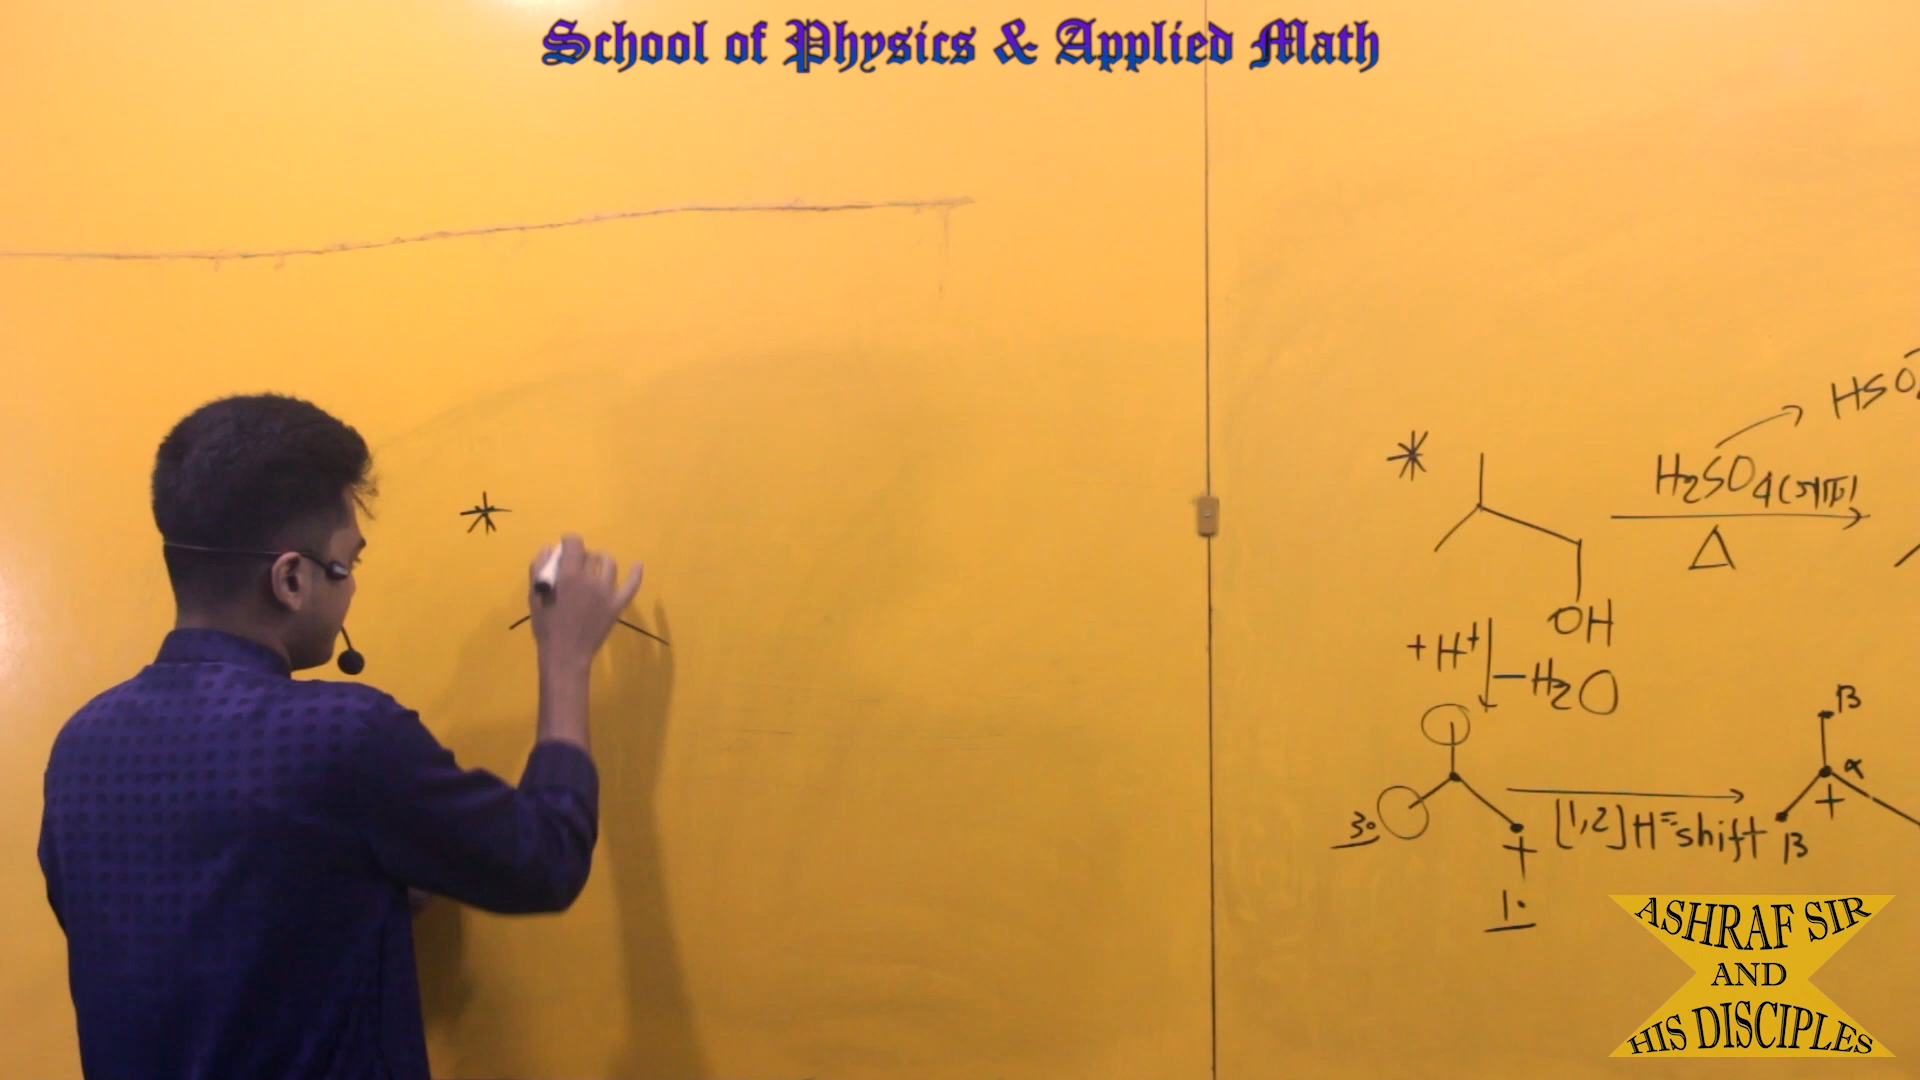 School of Physics & Applied Math
*
*
HSO
H₂SO₄(গাঢ়)
Δ
OH
+H⁺
-H₂O
3°
+
1°
[1,2]H⁻ shift
β
α
+
β
ASHRAF SIR
AND
HIS DISCIPLES